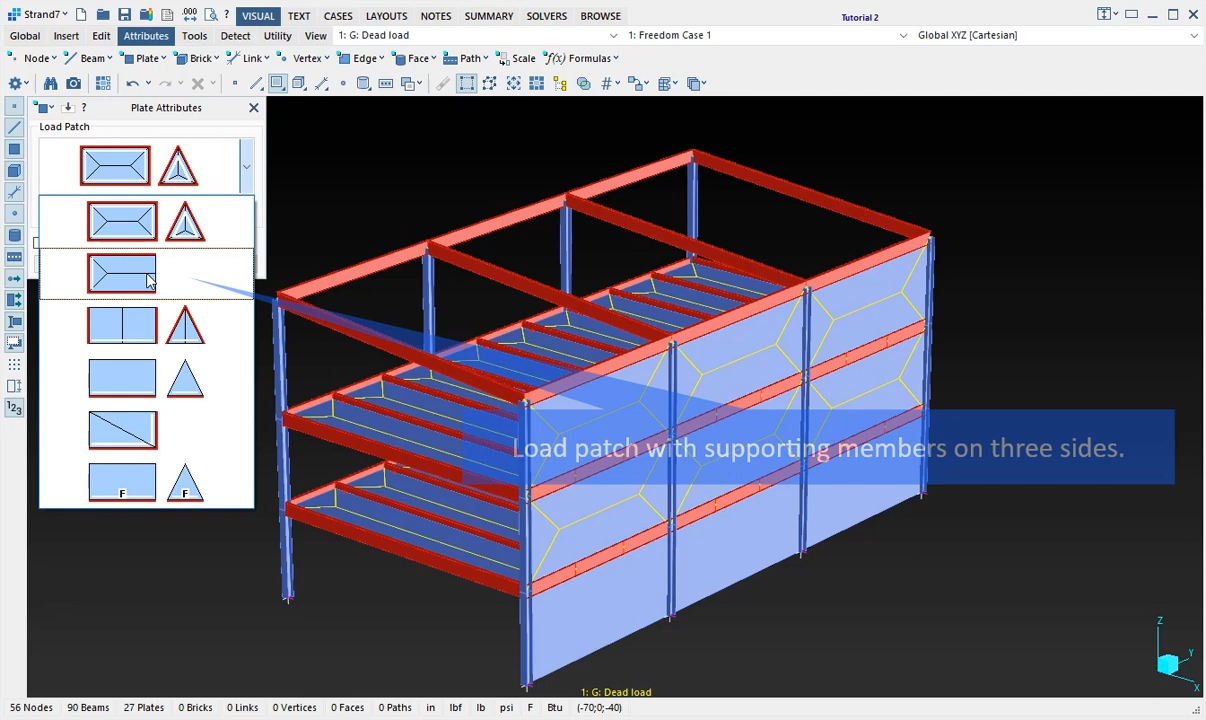 Strand7
.000
?
VISUAL TEXT CASES LAYOUTS NOTES SUMMARY SOLVERS BROWSE
Tutorial 2
Global Insert Edit Attributes Tools Detect Utility View
1: G: Dead load
1: Freedom Case 1
Global XYZ [Cartesian]
Node Beam Plate Brick Link Vertex Edge Face Path Scale f(x) Formulas
? Plate Attributes
Load Patch
F F
Load patch with supporting members on three sides.
Z
Y
X
1: G: Dead load
56 Nodes 90 Beams 27 Plates 0 Bricks 0 Links 0 Vertices 0 Faces 0 Paths in lbf lb psi F Btu (-70;0;-40)